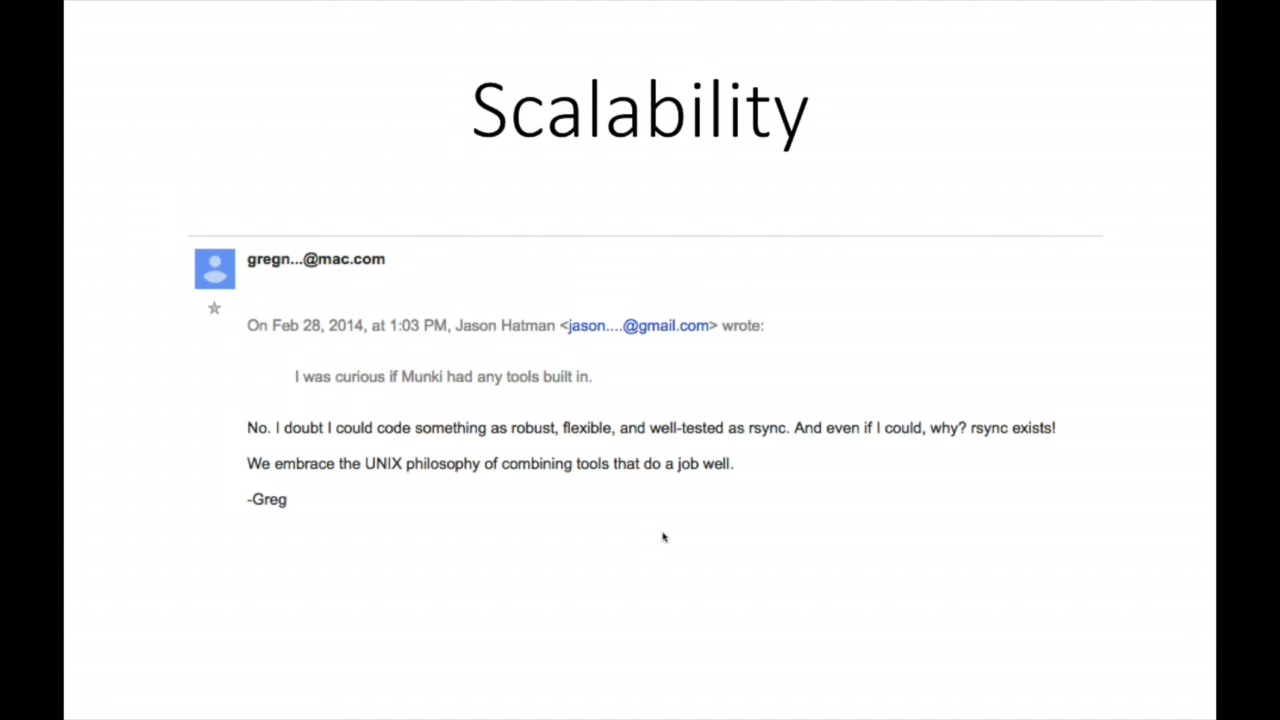 Scalability
gregn...@mac.com
On Feb 28, 2014, at 1:03 PM, Jason Hatman <jason....@gmail.com> wrote:
I was curious if Munki had any tools built in.
No. I doubt I could code something as robust, flexible, and well-tested as rsync. And even if I could, why? rsync exists!
We embrace the UNIX philosophy of combining tools that do a job well.
-Greg